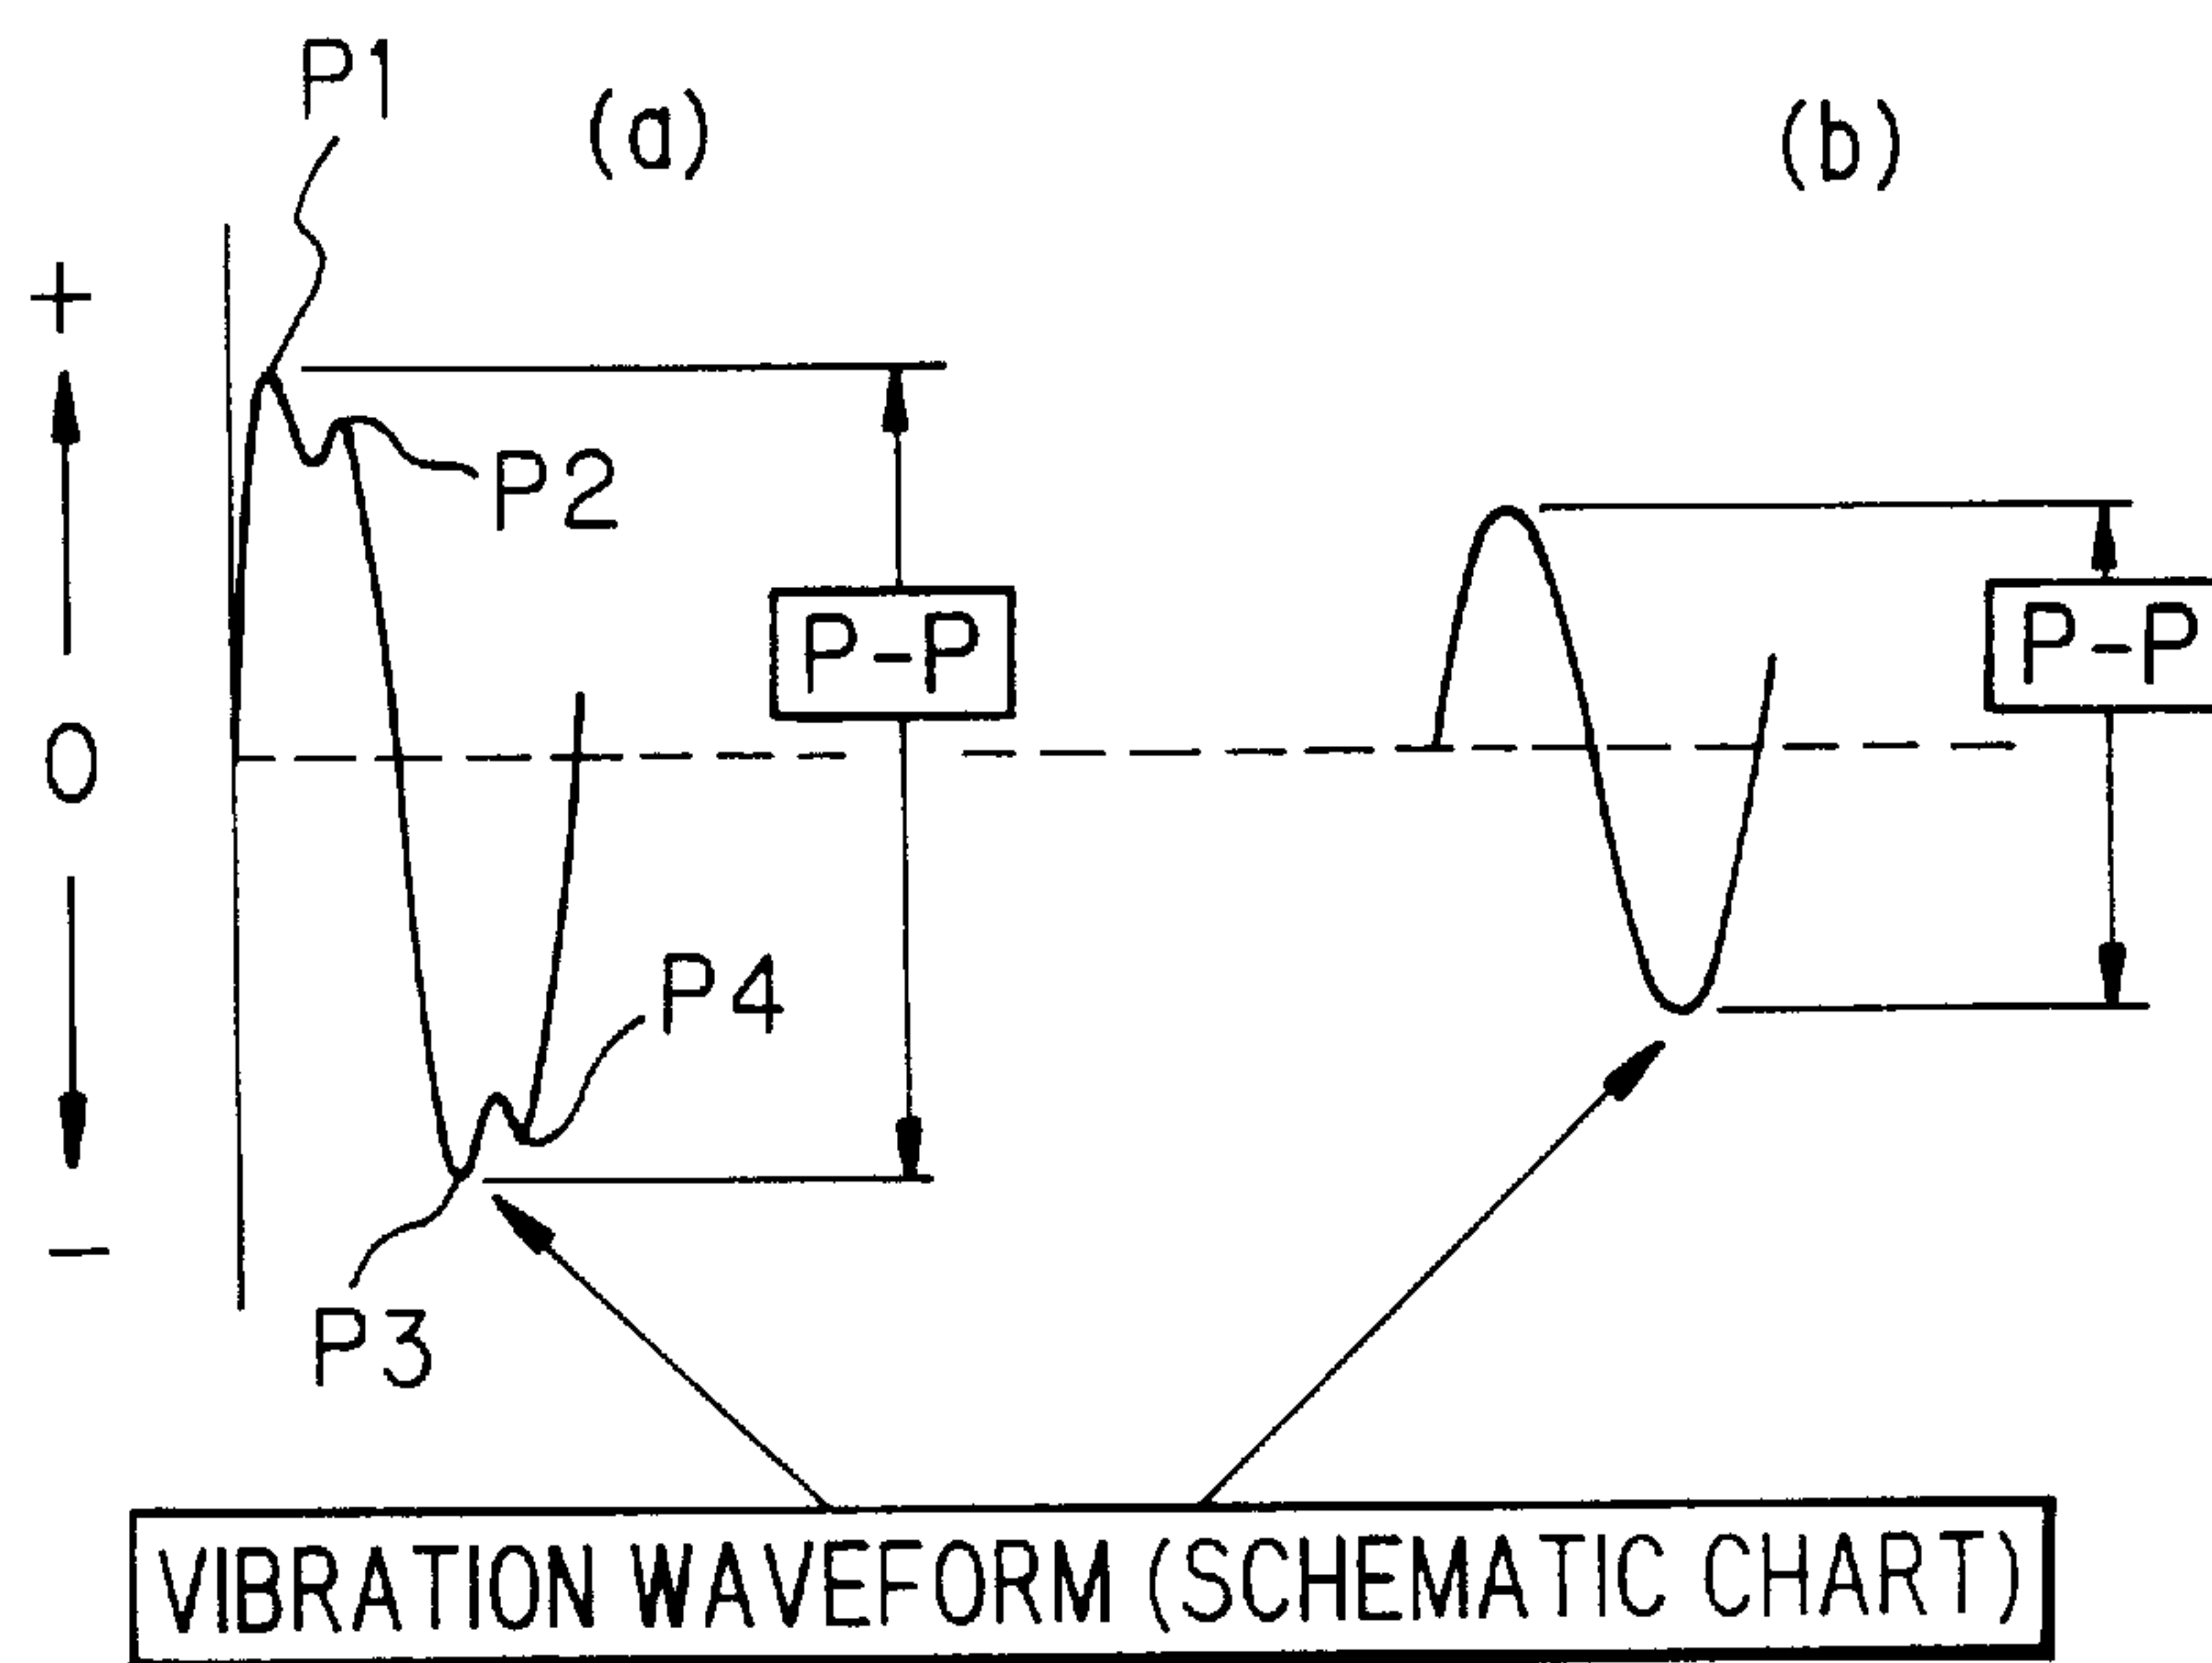 P1
(a)
(b)
+
P2
P-P
P-P
0
P4
−
P3
VIBRATION WAVEFORM (SCHEMATIC CHART)